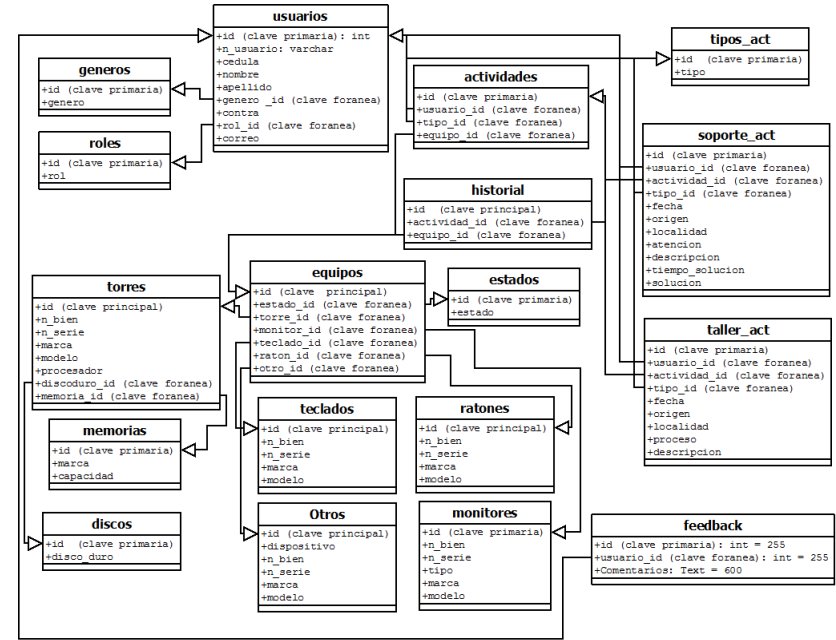 usuarios
+id (clave primaria): int
+n_usuario: varchar
+cedula
+nombre
+apellido
+genero _id (clave foranea)
+contra
+rol_id (clave foranea)
+correo
tipos_act
+id (clave primaria)
+tipo
generos
+id (clave primaria)
+genero
actividades
+id (clave primaria)
+usuario_id (clave foranea)
+tipo_id (clave foranea)
+equipo_id (clave foranea)
roles
+id (clave primaria)
+rol
soporte_act
+id (clave primaria)
+usuario_id (clave foranea)
+actividad_id (clave foranea)
+tipo_id (clave foranea)
+fecha
+origen
+localidad
+atencion
+descripcion
+tiempo_solucion
+solucion
historial
+id (clave principal)
+actividad_id (clave foranea)
+equipo_id (clave foranea)
equipos
+id (clave principal)
+estado_id (clave foranea)
+torre_id (clave foranea)
+monitor_id (clave foranea)
+teclado_id (clave foranea)
+raton_id (clave foranea)
+otro_id (clave foranea)
estados
+id (clave primaria)
+estado
torres
+id (clave principal)
+n_bien
+n_serie
+marca
+modelo
+procesador
+discoduro_id (clave foranea)
+memoria_id (clave foranea)
taller_act
+id (clave primaria)
+usuario_id (clave foranea)
+actividad_id (clave foranea)
+tipo_id (clave foranea)
+fecha
+origen
+localidad
+proceso
+descripcion
teclados
+id (clave principal)
+n_bien
+n_serie
+marca
+modelo
ratones
+id (clave principal)
+n_bien
+n_serie
+marca
+modelo
memorias
+id (clave primaria)
+marca
+capacidad
discos
+id (clave primaria)
+disco_duro
Otros
+id (clave principal)
+dispositivo
+n_bien
+n_serie
+marca
+modelo
monitores
+id (clave primaria)
+n_bien
+n_serie
+tipo
+marca
+modelo
feedback
+id (clave primaria): int = 255
+usuario_id (clave foranea): int = 255
+Comentarios: Text = 600